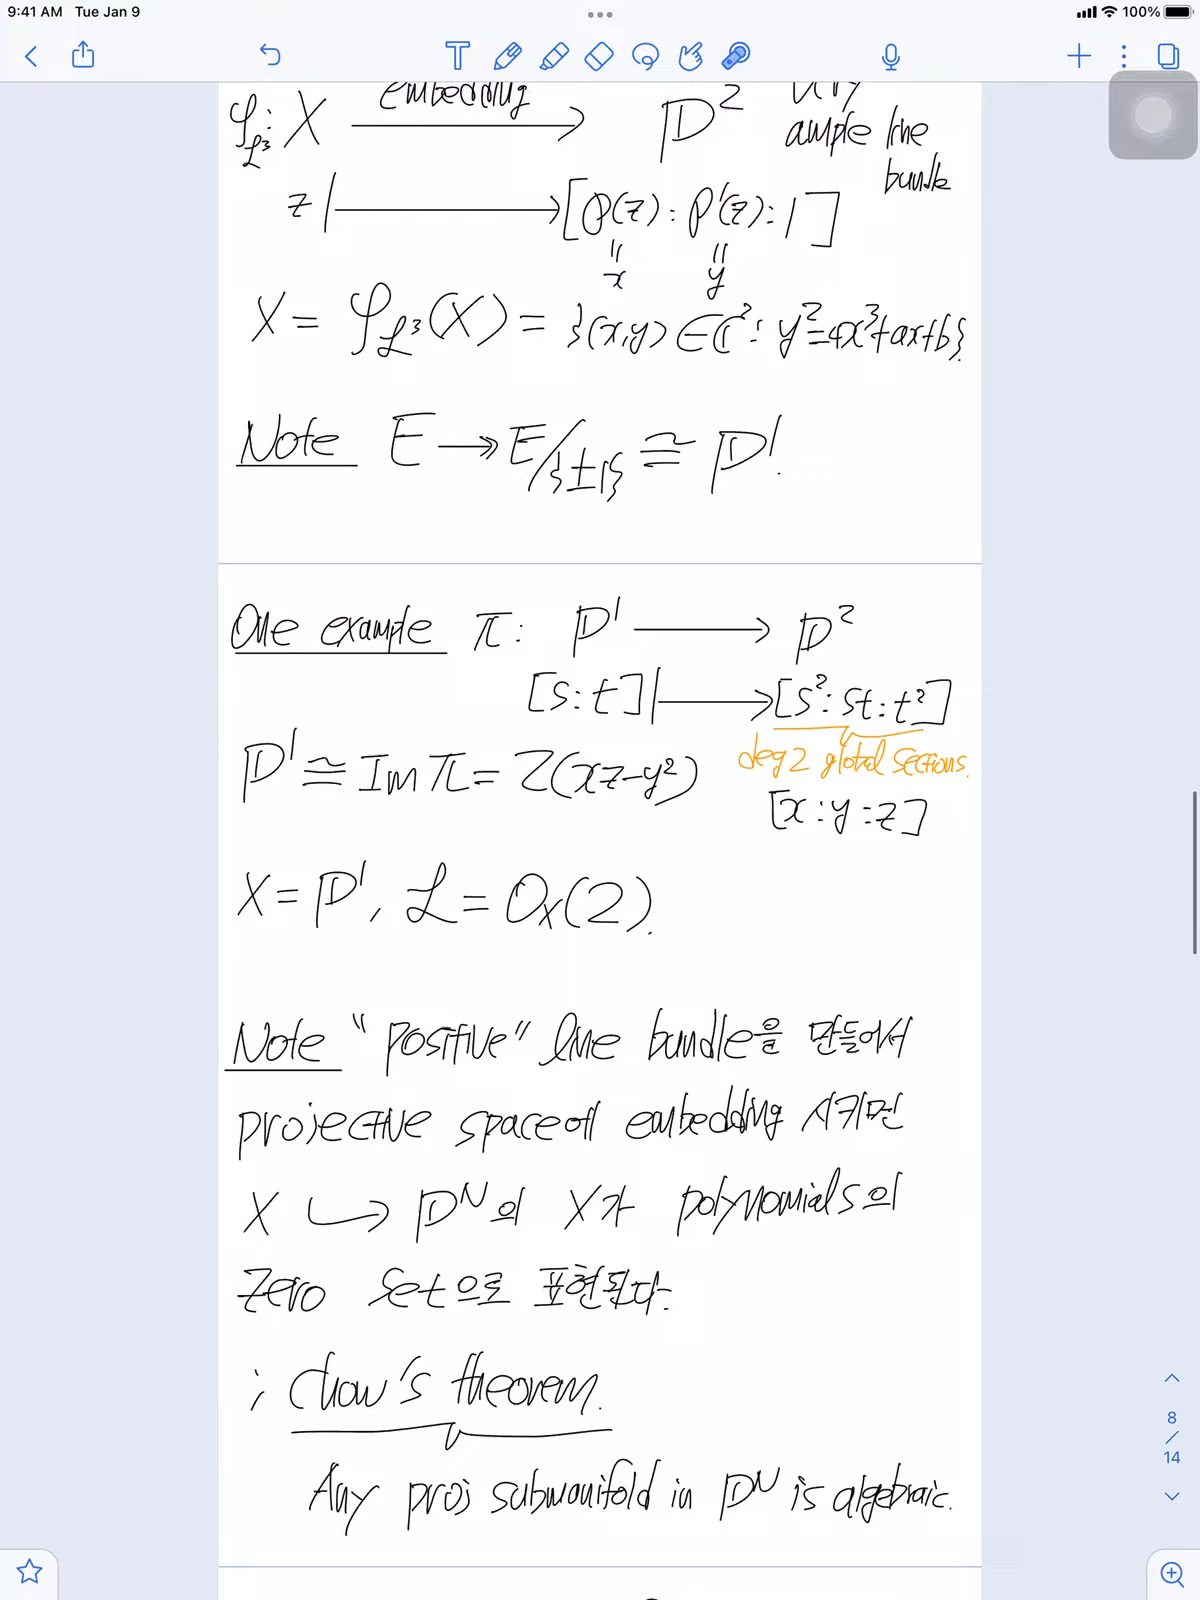 9:41 AM Tue Jan 9
100%
embedding very
φ_ℒ³: X ⟶ ℙ² ample line
bundle
z ⟼ [℘(z) : ℘'(z) : 1]
= =
x y
X = φ_ℒ³(X) = {(x,y) ∈ ℂ² : y² = 4x³+ax+b}
Note E ↠ E/{±1} ≅ ℙ¹.
One example π : ℙ¹ ⟶ ℙ²
[s:t] ⟼ [s² : st : t²]
deg 2 global sections.
ℙ¹ ≅ Im π = Z(xz-y²)
[x : y : z]
X = ℙ¹, ℒ = O_X(2).
Note "positive" line bundle을 만들어서
projective space에 embedding 시키면
X ↪ ℙᴺ의 X가 polynomials의
zero set으로 표현된다.
; Chow's theorem.
Any proj submanifold in ℙᴺ is algebraic.
8
/
14